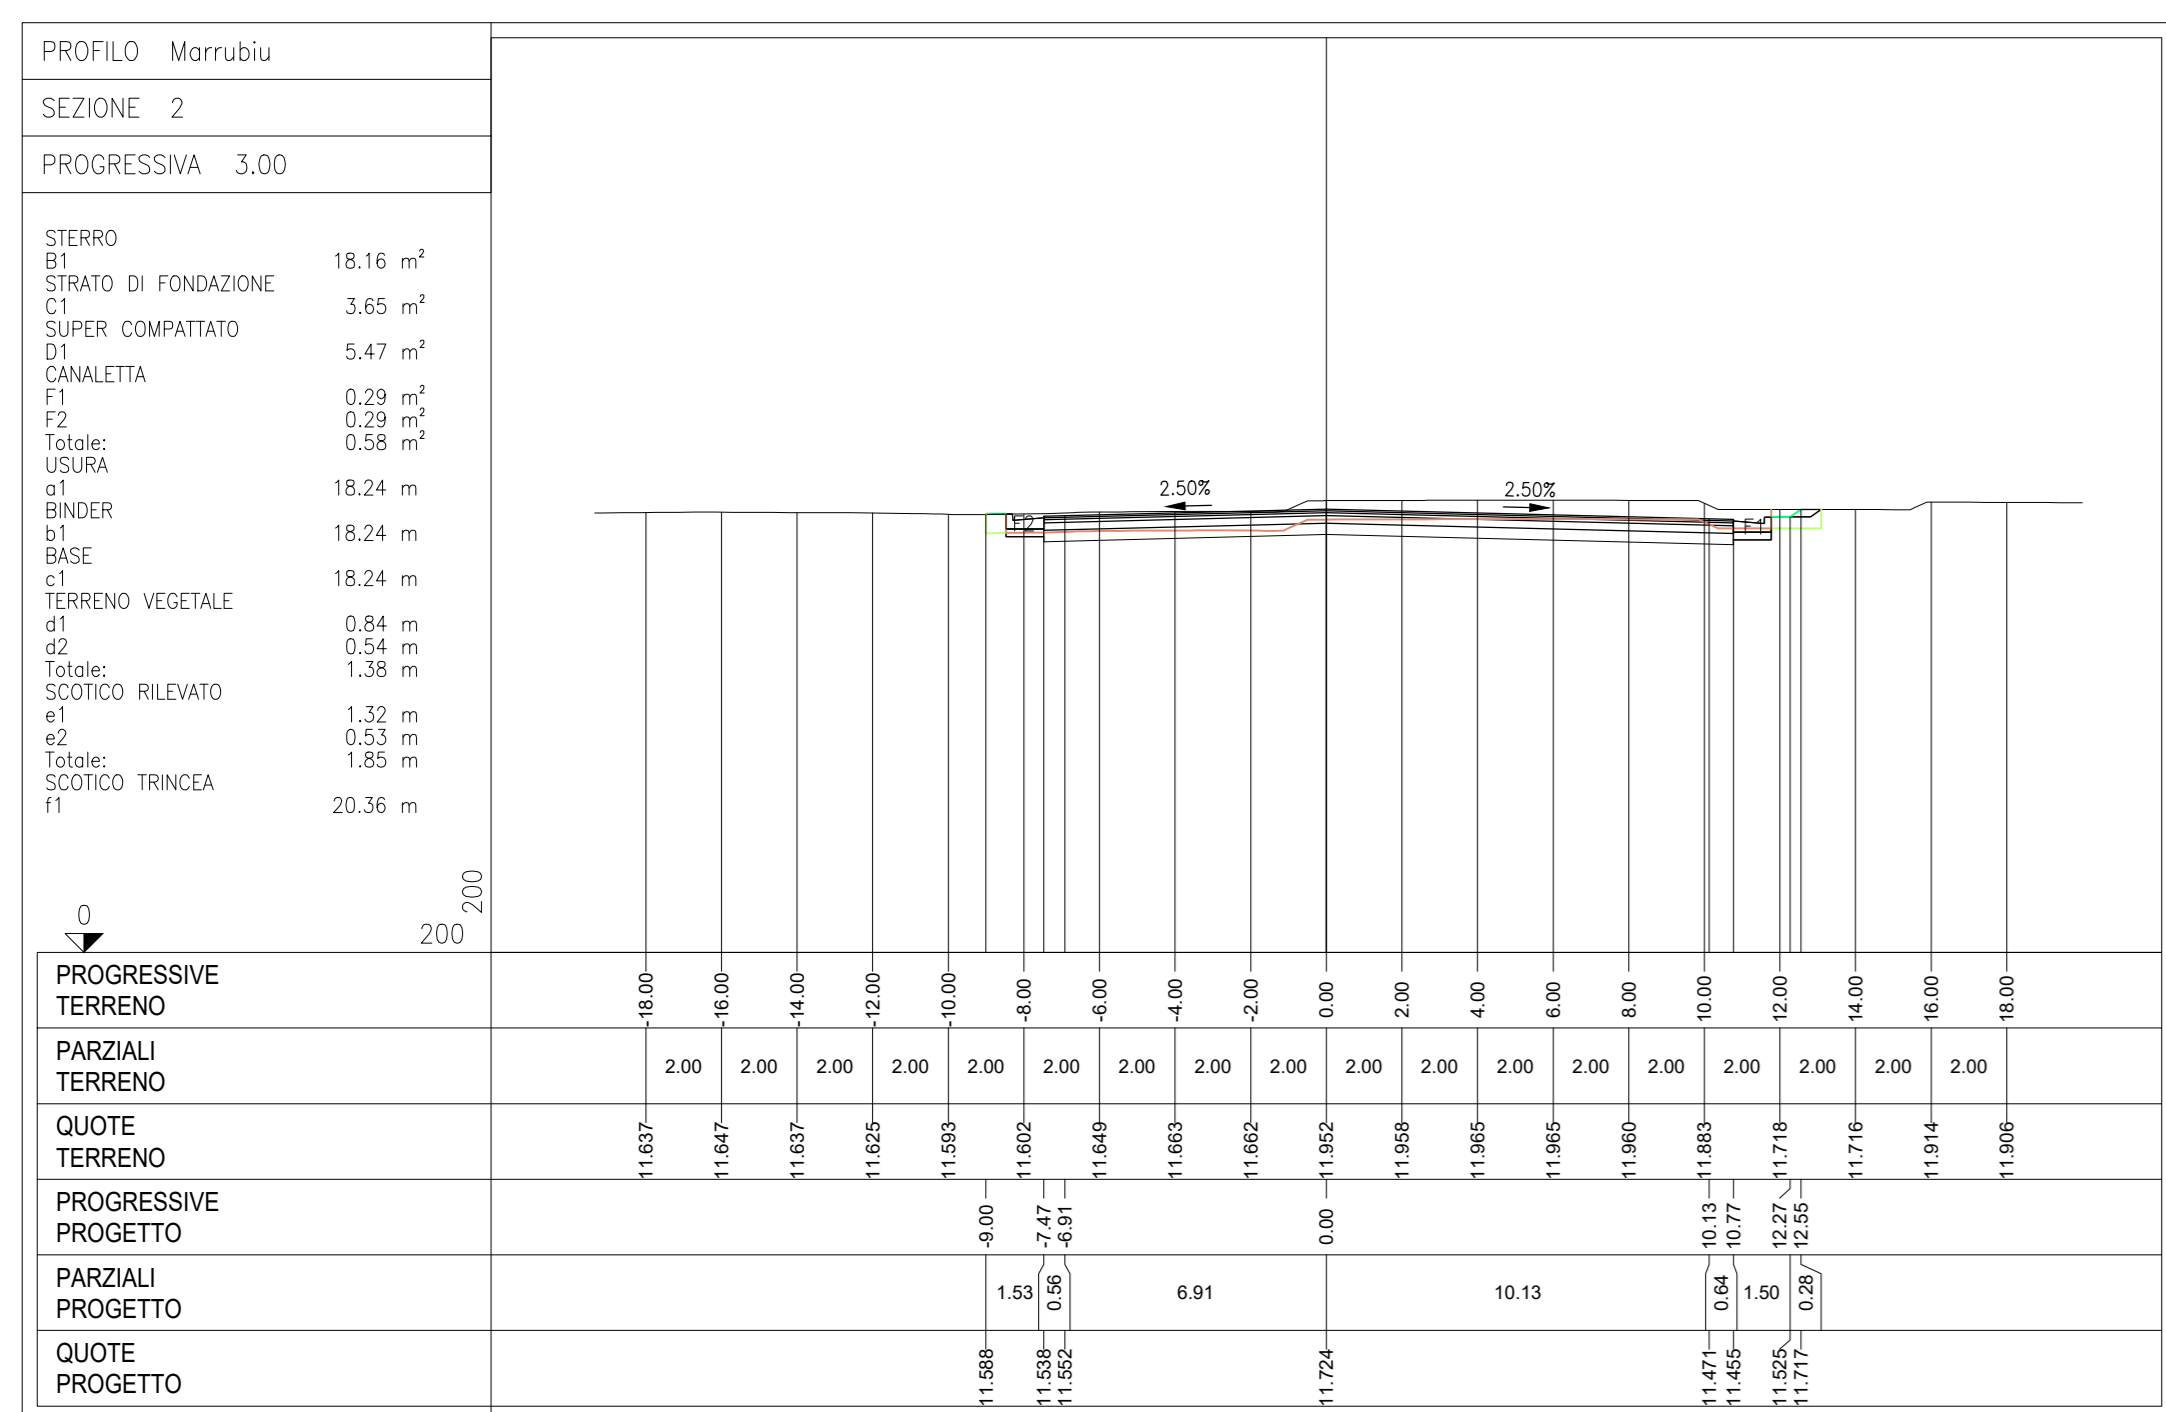 PROFILO Marrubiu
SEZIONE 2
PROGRESSIVA 3.00
STERRO
B1 18.16 m²
STRATO DI FONDAZIONE
C1 3.65 m²
SUPER COMPATTATO
D1 5.47 m²
CANALETTA
F1 0.29 m²
F2 0.29 m²
Totale: 0.58 m²
USURA
a1 18.24 m
BINDER
b1 18.24 m
BASE
c1 18.24 m
TERRENO VEGETALE
d1 0.84 m
d2 0.54 m
Totale: 1.38 m
SCOTICO RILEVATO
e1 1.32 m
e2 0.53 m
Totale: 1.85 m
SCOTICO TRINCEA
f1 20.36 m
0
200
200
2.50% 2.50%
F2 F1
PROGRESSIVE
TERRENO
-18.00 -16.00 -14.00 -12.00 -10.00 -8.00 -6.00 -4.00 -2.00 0.00 2.00 4.00 6.00 8.00 10.00 12.00 14.00 16.00 18.00
PARZIALI
TERRENO
2.00 2.00 2.00 2.00 2.00 2.00 2.00 2.00 2.00 2.00 2.00 2.00 2.00 2.00 2.00 2.00 2.00 2.00
QUOTE
TERRENO
11.637 11.647 11.637 11.625 11.593 11.602 11.649 11.663 11.662 11.952 11.958 11.965 11.965 11.960 11.883 11.718 11.716 11.914 11.906
PROGRESSIVE
PROGETTO
-9.00 -7.47 -6.91 0.00 10.13 10.77 12.27 12.55
PARZIALI
PROGETTO
1.53 0.56 6.91 10.13 0.64 1.50 0.28
QUOTE
PROGETTO
11.588 11.538 11.552 11.724 11.471 11.455 11.525 11.717